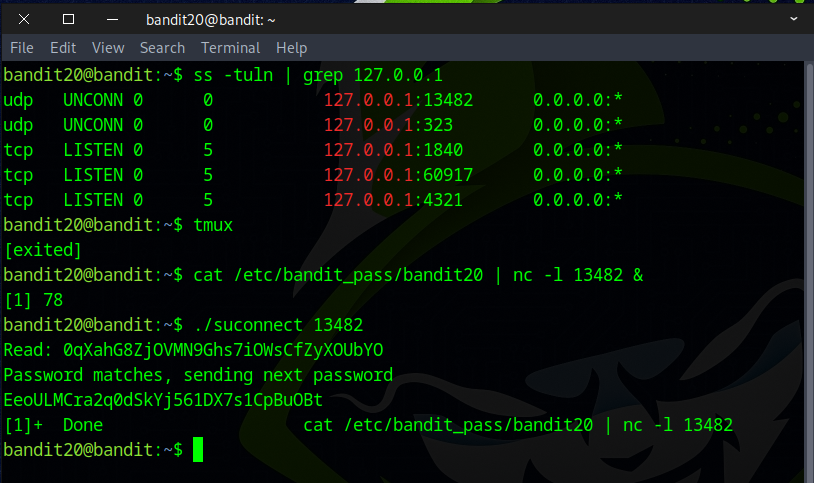 bandit20@bandit: ~
File Edit View Search Terminal Help
bandit20@bandit:~$ ss -tuln | grep 127.0.0.1
udp UNCONN 0 0 127.0.0.1:13482 0.0.0.0:*
udp UNCONN 0 0 127.0.0.1:323 0.0.0.0:*
tcp LISTEN 0 5 127.0.0.1:1840 0.0.0.0:*
tcp LISTEN 0 5 127.0.0.1:60917 0.0.0.0:*
tcp LISTEN 0 5 127.0.0.1:4321 0.0.0.0:*
bandit20@bandit:~$ tmux
[exited]
bandit20@bandit:~$ cat /etc/bandit_pass/bandit20 | nc -l 13482 &
[1] 78
bandit20@bandit:~$ ./suconnect 13482
Read: 0qXahG8ZjOVMN9Ghs7iOWsCfZyXOUbYO
Password matches, sending next password
EeoULMCra2q0dSkYj561DX7s1CpBuOBt
[1]+ Done cat /etc/bandit_pass/bandit20 | nc -l 13482
bandit20@bandit:~$